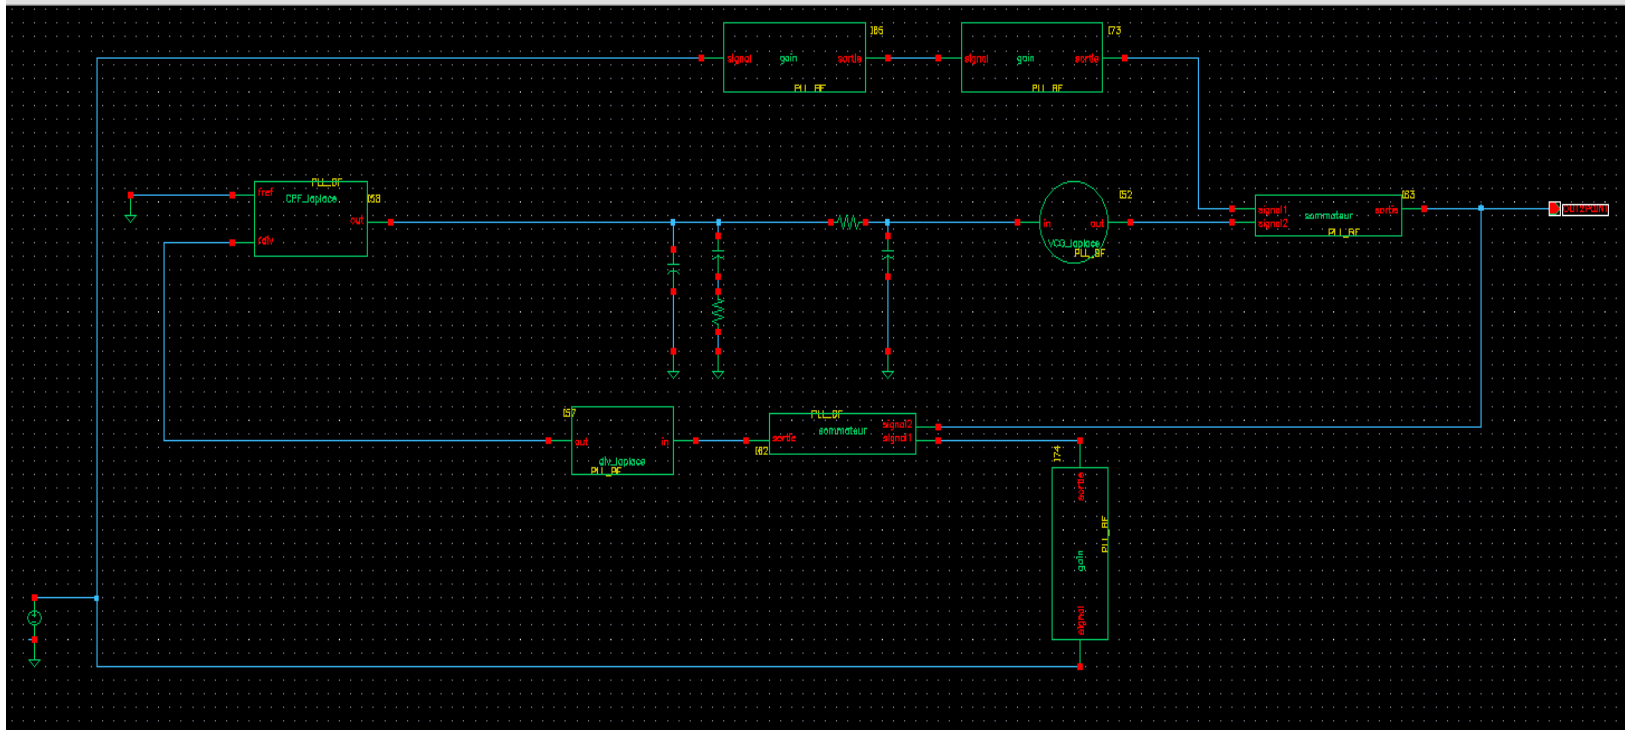 I73
signal gain sortie
signal gain sortie
PLL_BF
PLL_BF
PLL_BF
fref
CPF_laplace
I58
out
fdiv
I52
in out
VCO_laplace
PLL_BF
I63
signal1
sommateur
sortie
signal2
PLL_BF
I57
out in
div_laplace
PLL_BF
PLL_BF
sommateur
signal2
sortie
signal1
I62
I74
sortie
PLL_BF
gain
signal